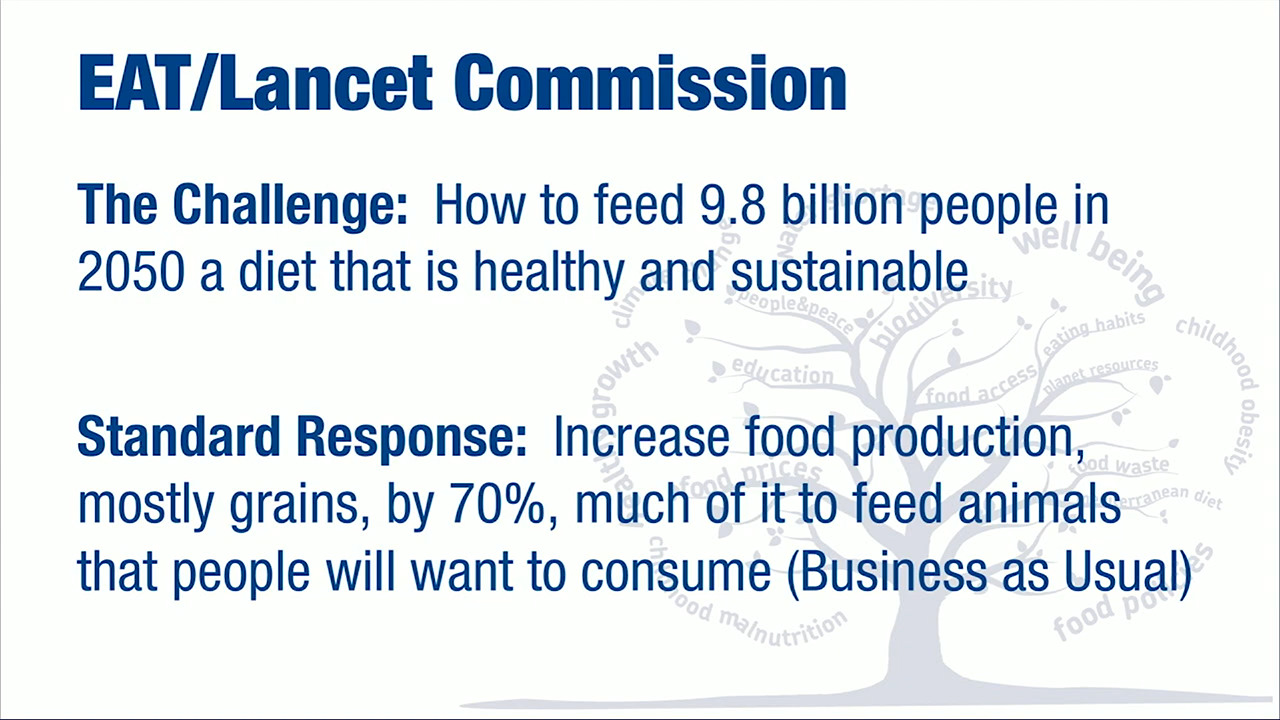 EAT/Lancet Commission
The Challenge: How to feed 9.8 billion people in
2050 a diet that is healthy and sustainable
Standard Response: Increase food production,
mostly grains, by 70%, much of it to feed animals
that people will want to consume (Business as Usual)
shortage
well being
people&peace
biodiversity
eating habits
childhood obesity
growth
education
food access
planet resources
food prices
food waste
diet
malnutrition
food